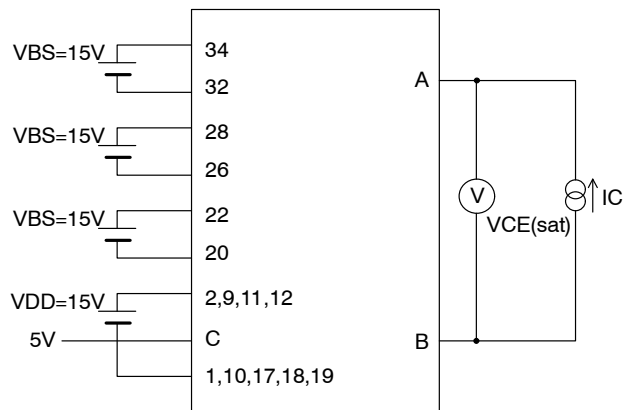 VBS=15V
34
32
A
VBS=15V
28
26
V
IC
VCE(sat)
VBS=15V
22
20
VDD=15V
2,9,11,12
5V
C
B
1,10,17,18,19